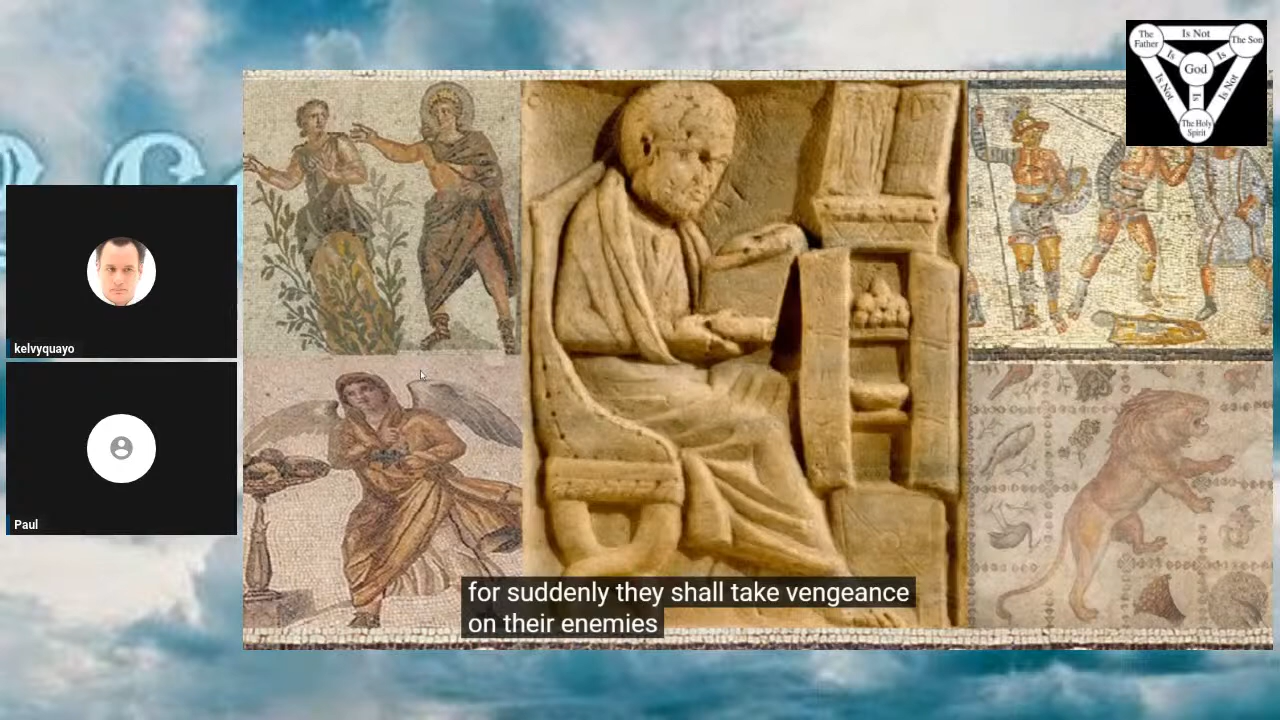 The
Father
Is Not
The Son
Is
Is
God
Is Not
Is
Is Not
The Holy
Spirit
kelvyquayo
Paul
for suddenly they shall take vengeance
on their enemies